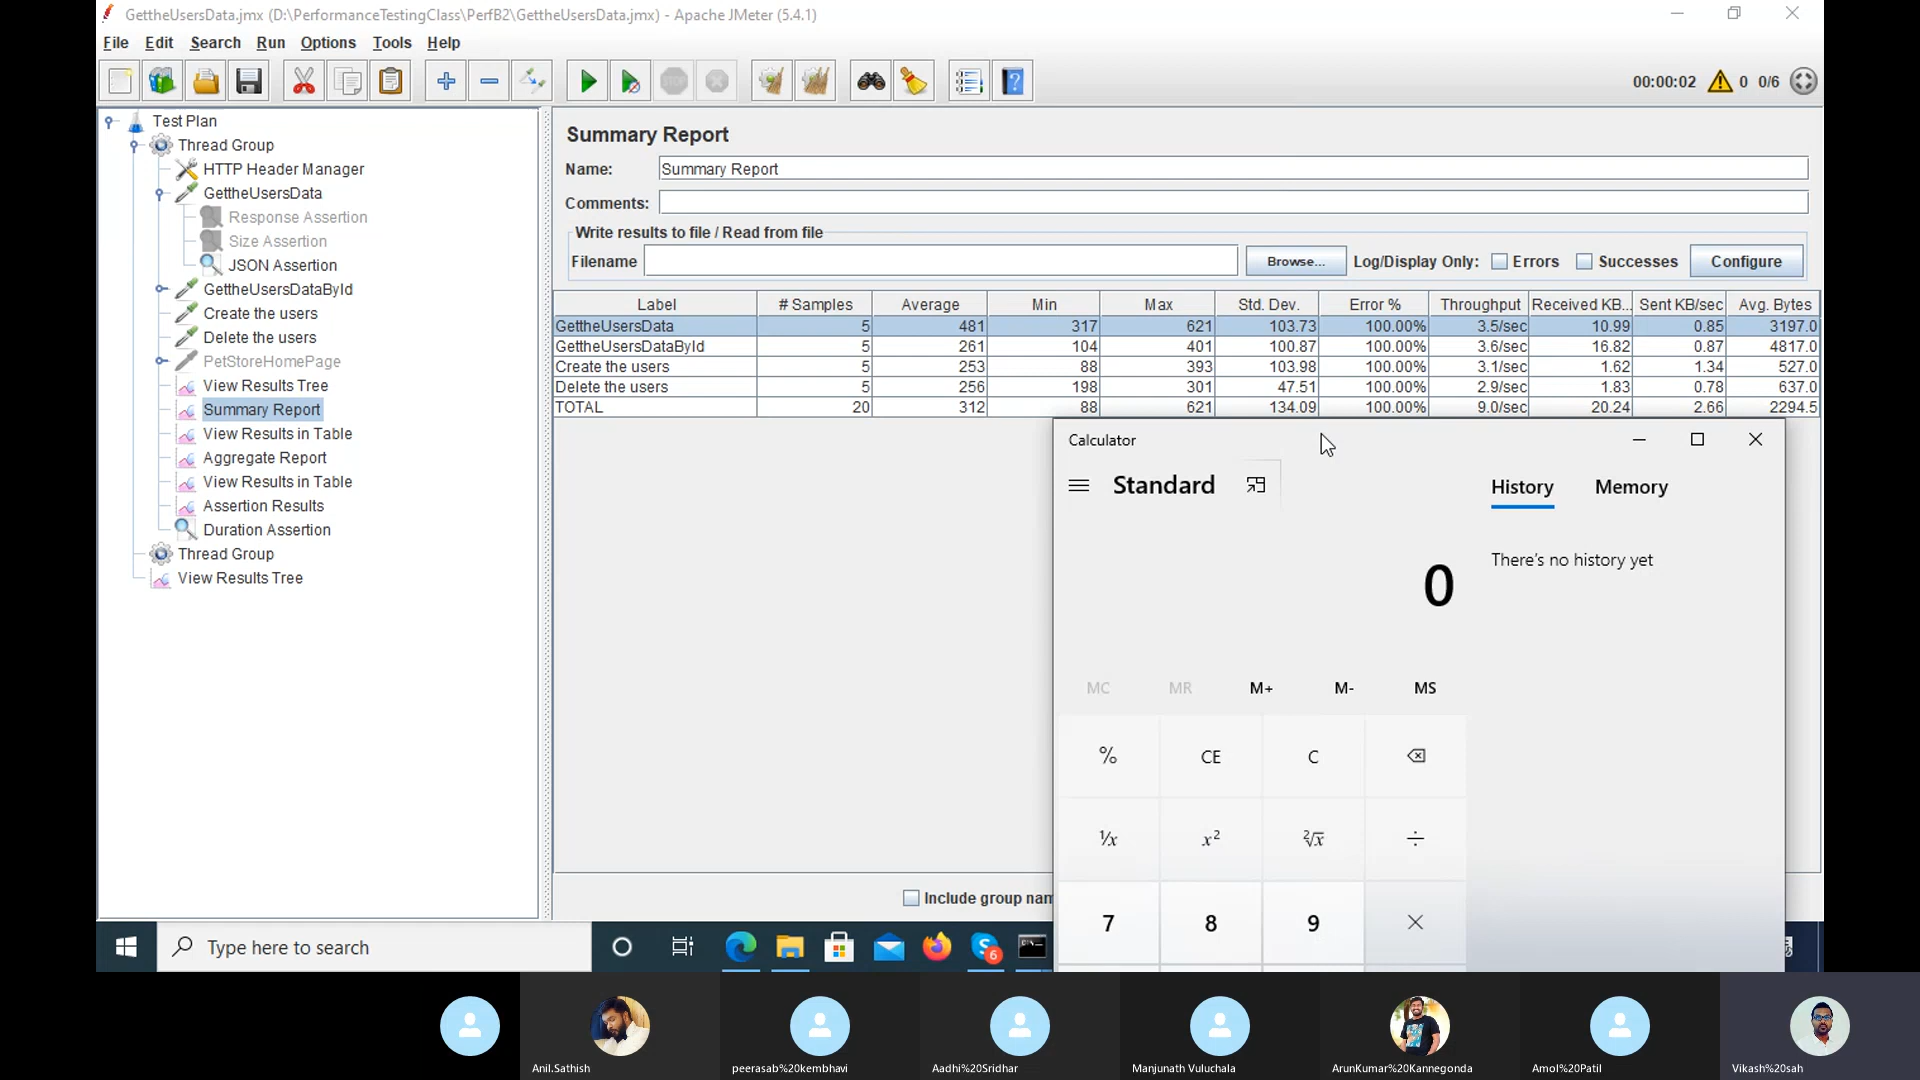 GettheUsersData.jmx (D:\PerformanceTestingClass\PerfB2\GettheUsersData.jmx) - Apache JMeter (5.4.1)
File Edit Search Run Options Tools Help
00:00:02 0 0/6
Test Plan
Thread Group
HTTP Header Manager
GettheUsersData
Response Assertion
Size Assertion
JSON Assertion
GettheUsersDataById
Create the users
Delete the users
PetStoreHomePage
View Results Tree
Summary Report
View Results in Table
Aggregate Report
View Results in Table
Assertion Results
Duration Assertion
Thread Group
View Results Tree
Summary Report
Name: Summary Report
Comments:
Write results to file / Read from file
Filename Browse... Log/Display Only: Errors Successes Configure
Label # Samples Average Min Max Std. Dev. Error % Throughput Received KB... Sent KB/sec Avg. Bytes
GettheUsersData 5 481 317 621 103.73 100.00% 3.5/sec 10.99 0.85 3197.0
GettheUsersDataById 5 261 104 401 100.87 100.00% 3.6/sec 16.82 0.87 4817.0
Create the users 5 253 88 393 103.98 100.00% 3.1/sec 1.62 1.34 527.0
Delete the users 5 256 198 301 47.51 100.00% 2.9/sec 1.83 0.78 637.0
TOTAL 20 312 88 621 134.09 100.00% 9.0/sec 20.24 2.66 2294.5
Include group nam
Calculator
Standard
History Memory
There's no history yet
0
MC MR M+ M- MS
% CE C
⅟x x² ²√x ÷
7 8 9 ×
Type here to search
6
Anil.Sathish
peerasab%20kembhavi
Aadhi%20Sridhar
Manjunath Vuluchala
ArunKumar%20Kannegonda
Amol%20Patil
Vikash%20sah